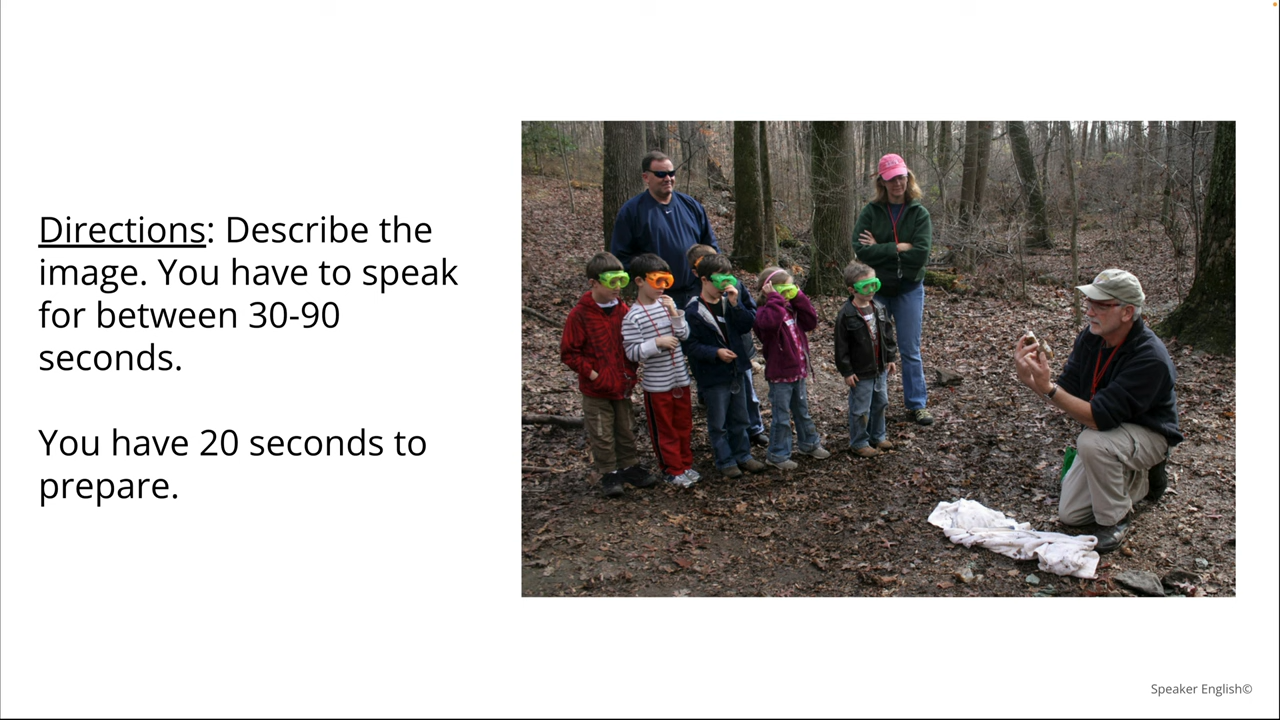 Directions: Describe the
image. You have to speak
for between 30-90
seconds.
You have 20 seconds to
prepare.
Speaker English©